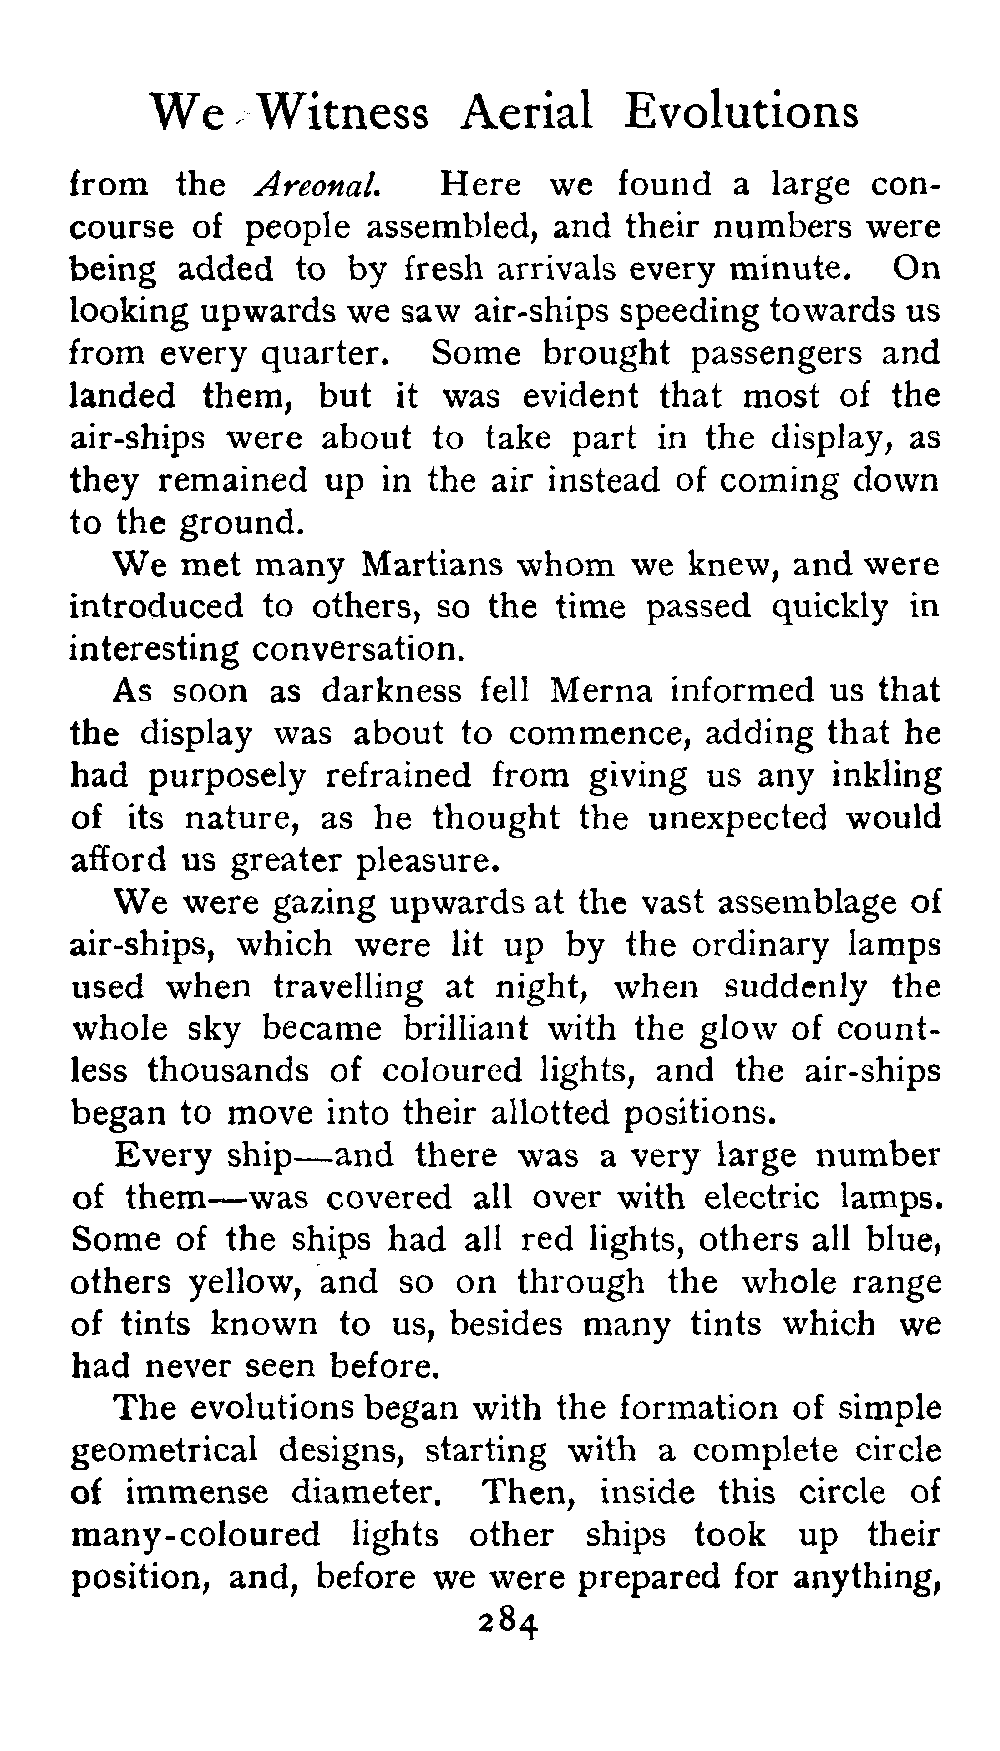 We Witness Aerial Evolutions
from the Areonal. Here we found a large con-
course of people assembled, and their numbers were
being added to by fresh arrivals every minute. On
looking upwards we saw air-ships speeding towards us
from every quarter. Some brought passengers and
landed them, but it was evident that most of the
air-ships were about to take part in the display, as
they remained up in the air instead of coming down
to the ground.
We met many Martians whom we knew, and were
introduced to others, so the time passed quickly in
interesting conversation.
As soon as darkness fell Merna informed us that
the display was about to commence, adding that he
had purposely refrained from giving us any inkling
of its nature, as he thought the unexpected would
afford us greater pleasure.
We were gazing upwards at the vast assemblage of
air-ships, which were lit up by the ordinary lamps
used when travelling at night, when suddenly the
whole sky became brilliant with the glow of count-
less thousands of coloured lights, and the air-ships
began to move into their allotted positions.
Every ship—and there was a very large number
of them—was covered all over with electric lamps.
Some of the ships had all red lights, others all blue,
others yellow, and so on through the whole range
of tints known to us, besides many tints which we
had never seen before.
The evolutions began with the formation of simple
geometrical designs, starting with a complete circle
of immense diameter. Then, inside this circle of
many-coloured lights other ships took up their
position, and, before we were prepared for anything,
284